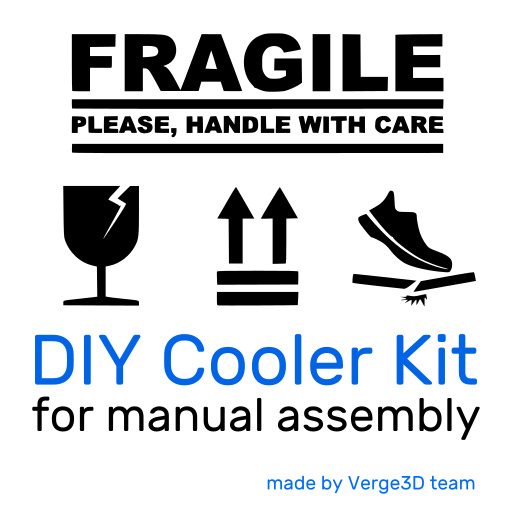 FRAGILE
PLEASE, HANDLE WITH CARE
DIY Cooler Kit
for manual assembly
made by Verge3D team